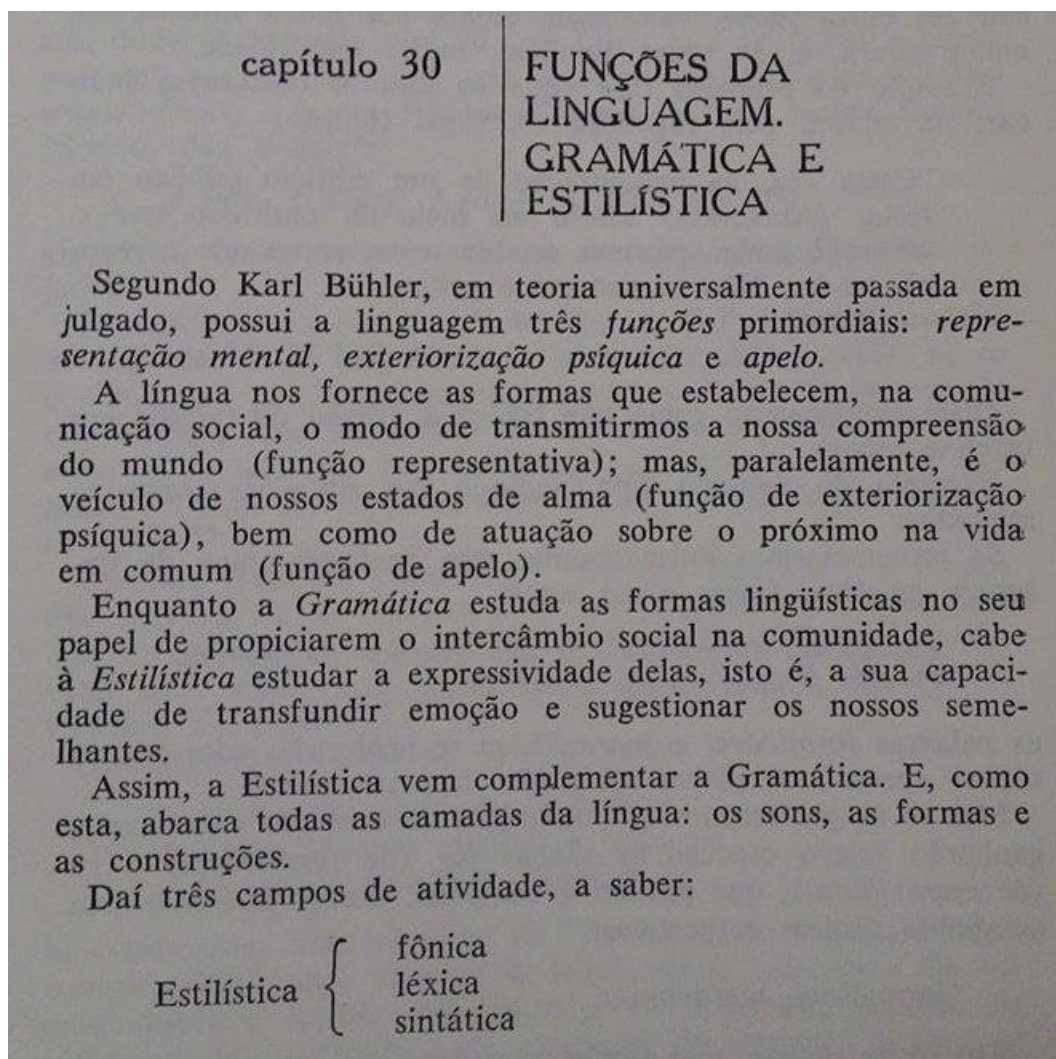 capítulo 30
FUNÇÕES DA
LINGUAGEM.
GRAMÁTICA E
ESTILÍSTICA
Segundo Karl Bühler, em teoria universalmente passada em
julgado, possui a linguagem três funções primordiais: repre-
sentação mental, exteriorização psíquica e apelo.
A língua nos fornece as formas que estabelecem, na comu-
nicação social, o modo de transmitirmos a nossa compreensão
do mundo (função representativa); mas, paralelamente, é o
veículo de nossos estados de alma (função de exteriorização
psíquica), bem como de atuação sobre o próximo na vida
em comum (função de apelo).
Enquanto a Gramática estuda as formas lingüísticas no seu
papel de propiciarem o intercâmbio social na comunidade, cabe
à Estilística estudar a expressividade delas, isto é, a sua capaci-
dade de transfundir emoção e sugestionar os nossos seme-
lhantes.
Assim, a Estilística vem complementar a Gramática. E, como
esta, abarca todas as camadas da língua: os sons, as formas e
as construções.
Daí três campos de atividade, a saber:
fônica
Estilística { léxica
sintática